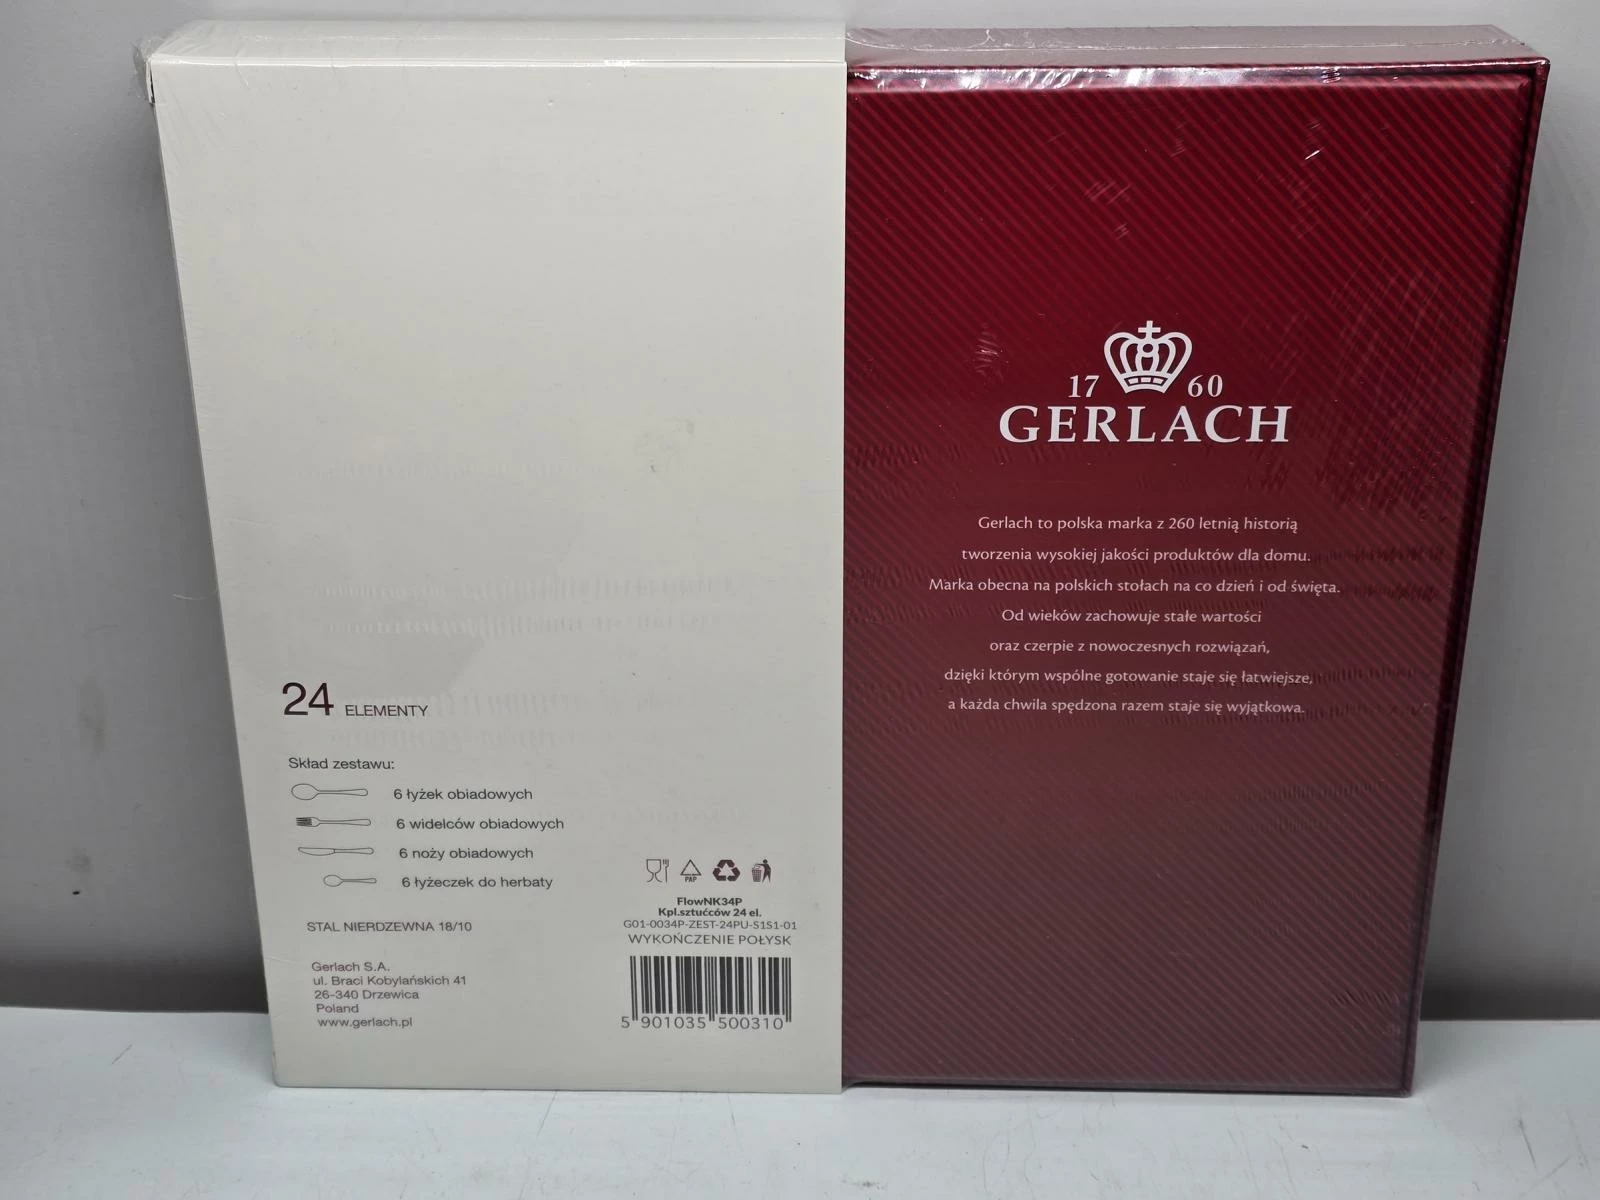 24 ELEMENTY
Skład zestawu:
6 łyżek obiadowych
6 widelców obiadowych
6 noży obiadowych
6 łyżeczek do herbaty
STAL NIERDZEWNA 18/10
Gerlach S.A.
ul. Braci Kobylańskich 41
26-340 Drzewica
Poland
www.gerlach.pl
PAP
FlowNK34P
Kpl.sztućców 24 el.
G01-0034P-ZEST-24PU-S1S1-01
WYKOŃCZENIE POŁYSK
5 901035 500310
17 60
GERLACH
Gerlach to polska marka z 260 letnią historią
tworzenia wysokiej jakości produktów dla domu.
Marka obecna na polskich stołach na co dzień i od święta.
Od wieków zachowuje stałe wartości
oraz czerpie z nowoczesnych rozwiązań,
dzięki którym wspólne gotowanie staje się łatwiejsze,
a każda chwila spędzona razem staje się wyjątkowa.